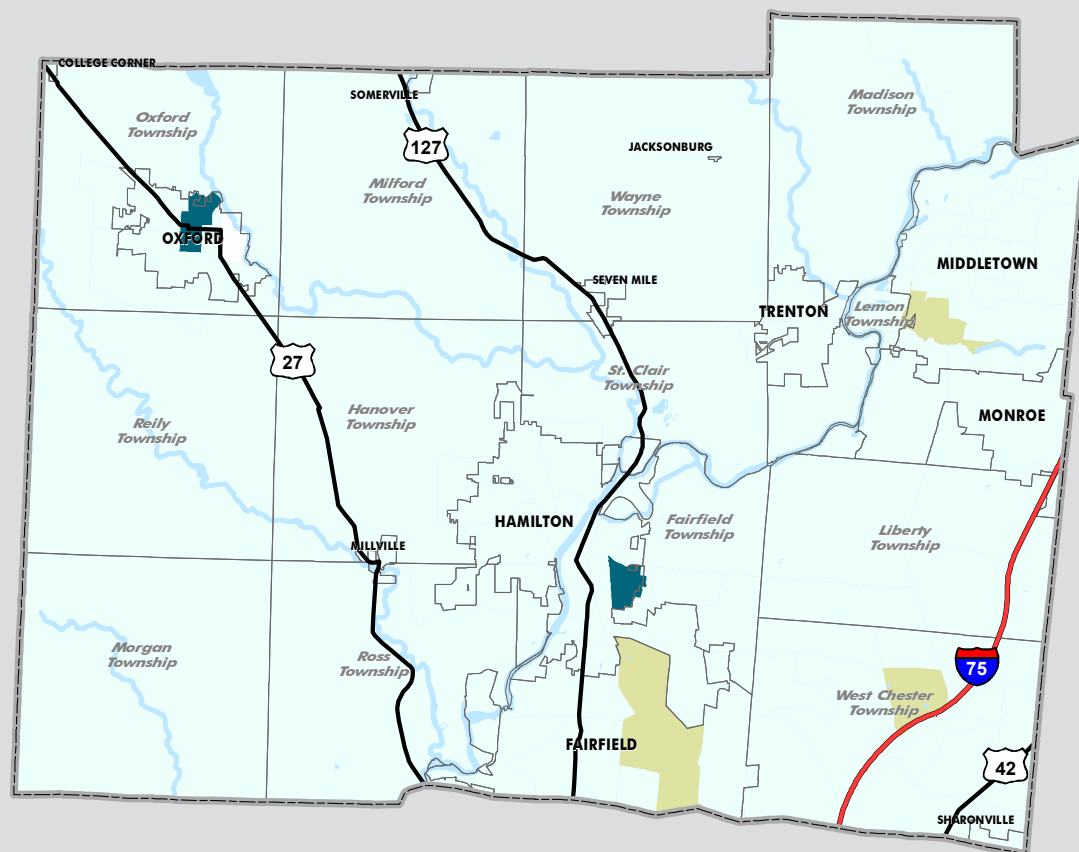 COLLEGE CORNER
SOMERVILLE
Oxford
Township
Madison
Township
127
JACKSONBURG
Milford
Township
Wayne
Township
OXFORD
MIDDLETOWN
SEVEN MILE
TRENTON
Lemon
Township
27
St. Clair
Township
Reily
Township
Hanover
Township
MONROE
HAMILTON
Fairfield
Township
Liberty
Township
MILLVILLE
Morgan
Township
Ross
Township
75
West Chester
Township
FAIRFIELD
42
SHARONVILLE